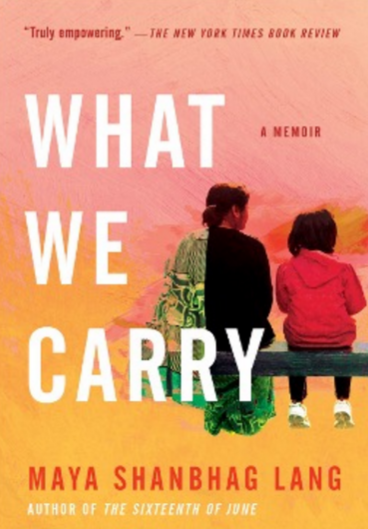 "Truly empowering." —THE NEW YORK TIMES BOOK REVIEW
WHAT
A MEMOIR
WE
CARRY
MAYA SHANBHAG LANG
AUTHOR OF THE SIXTEENTH OF JUNE